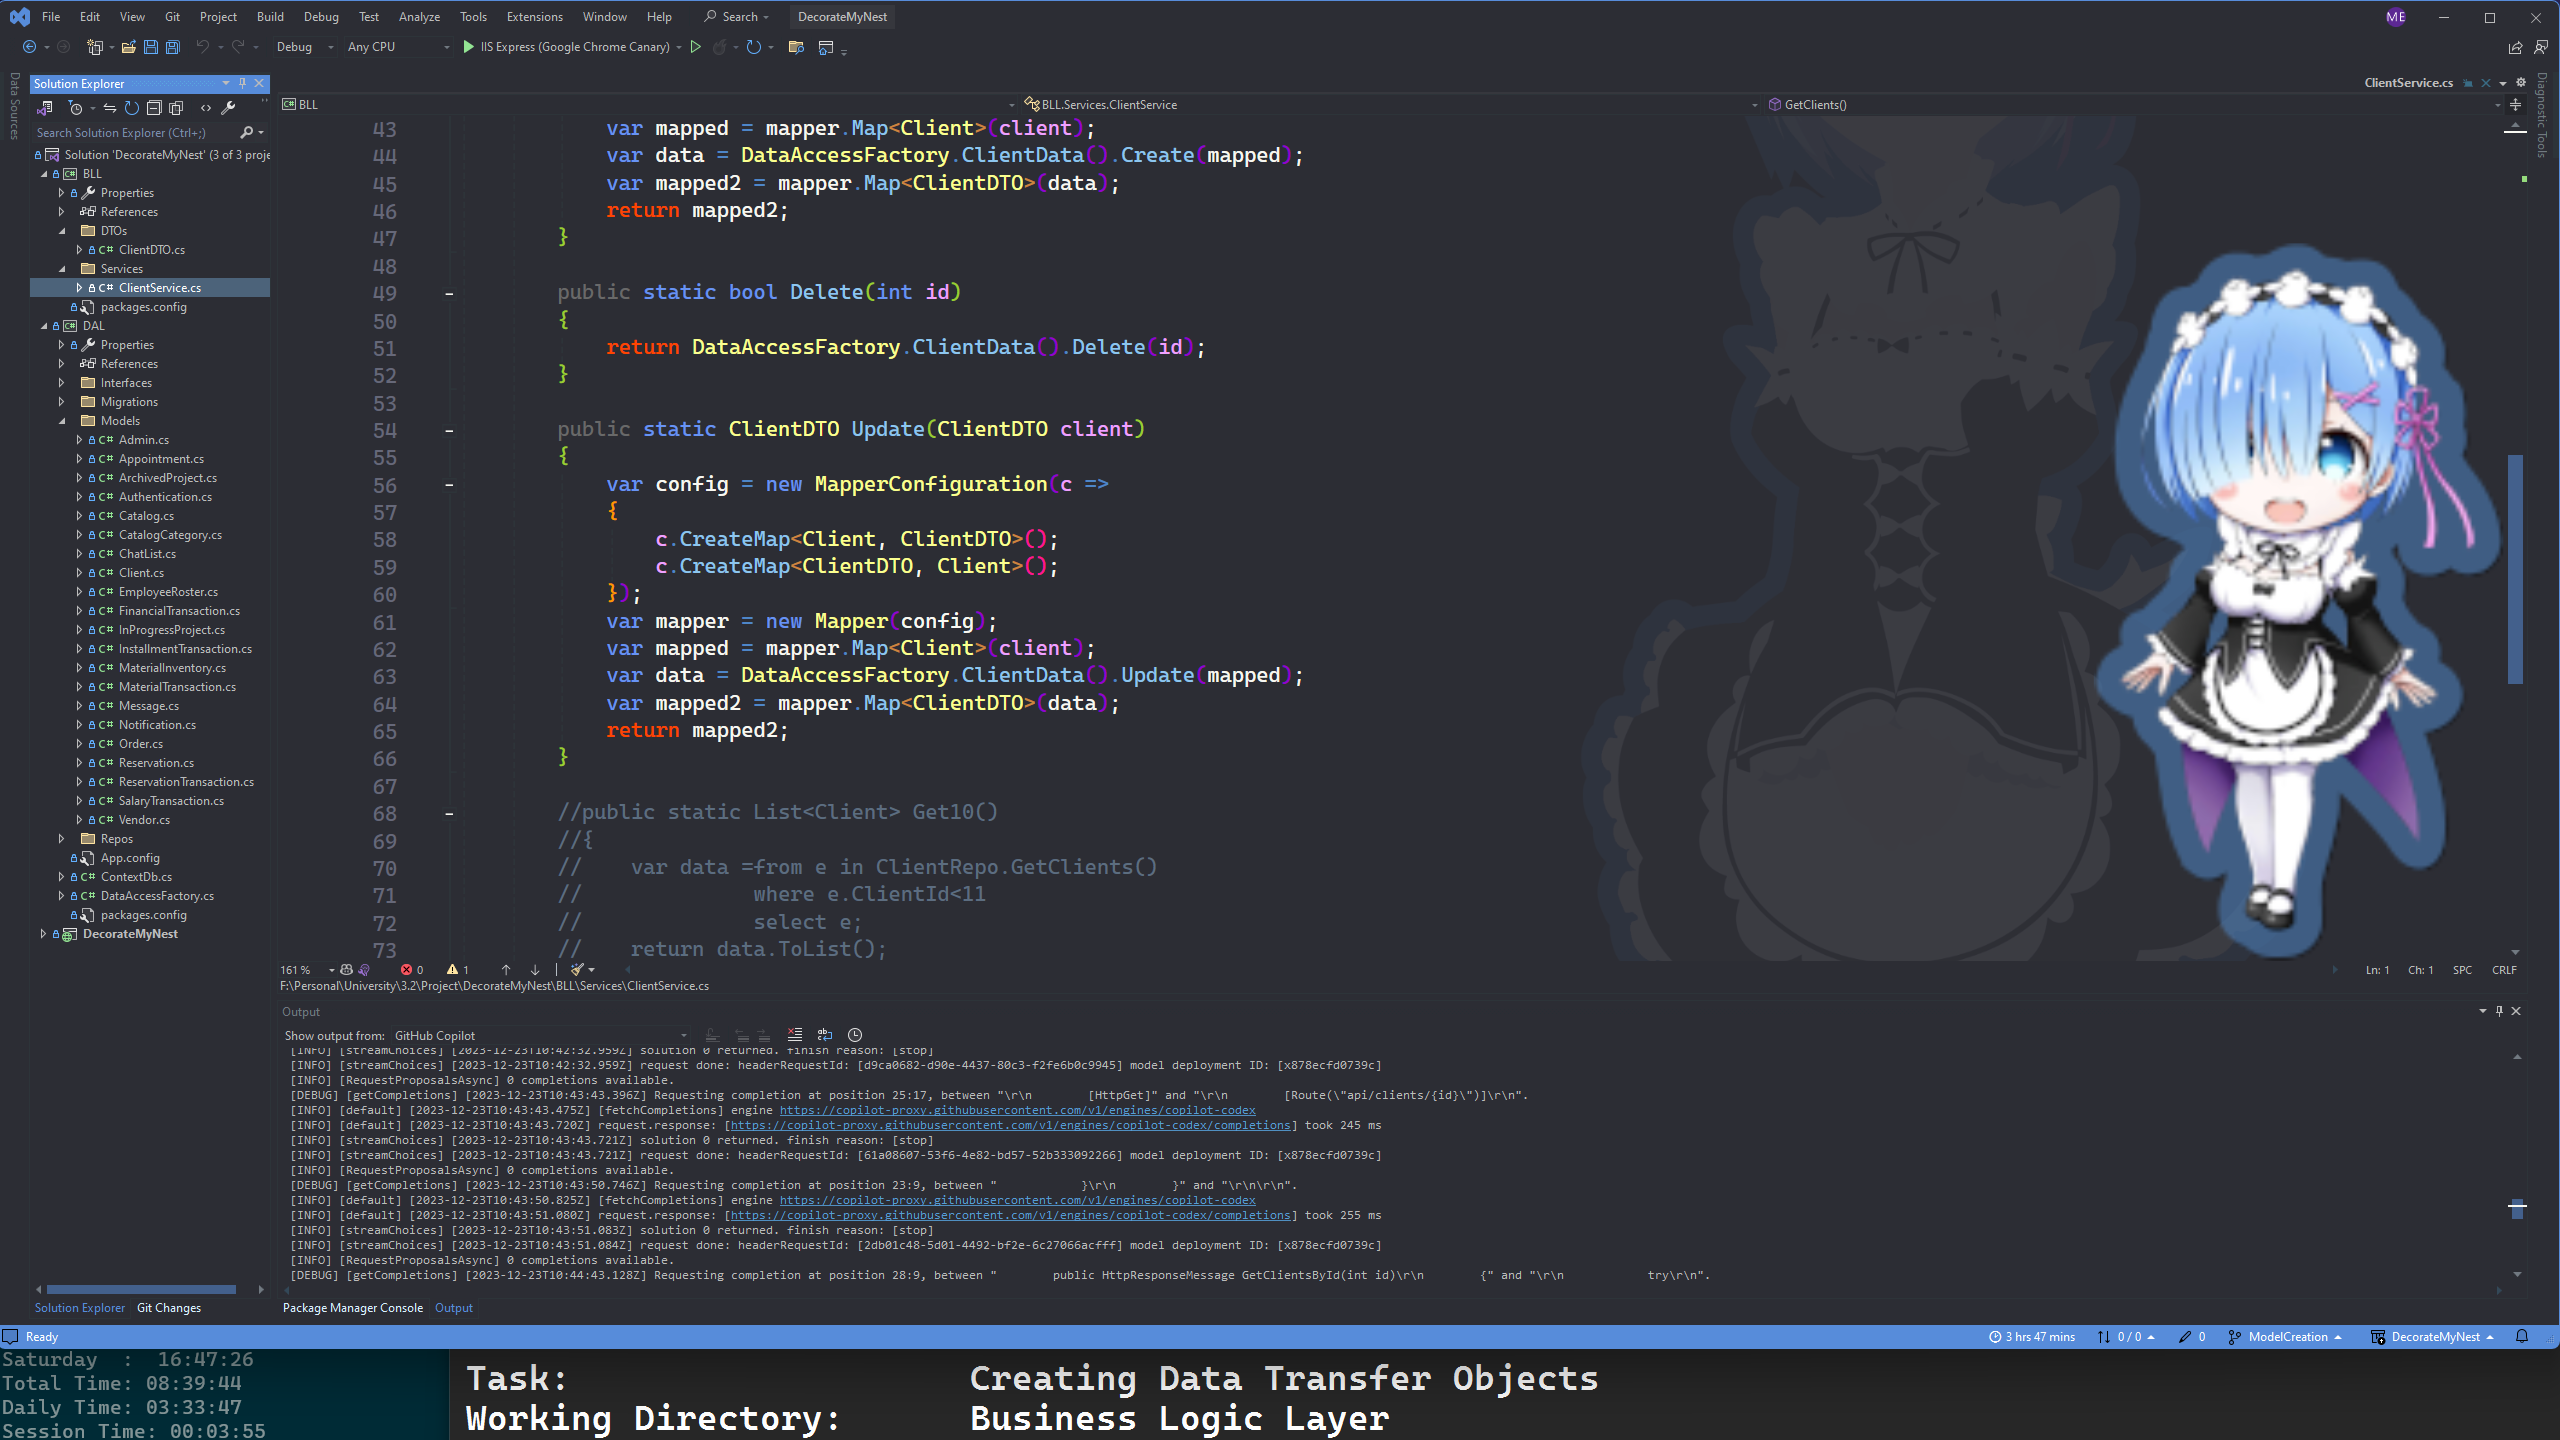 File Edit View Git Project Build Debug Test Analyze Tools Extensions Window Help Search DecorateMyNest ME
Debug Any CPU IIS Express (Google Chrome Canary)
Data Sources
Solution Explorer
Search Solution Explorer (Ctrl+;)
Solution 'DecorateMyNest' (3 of 3 proje
C# BLL
Properties
References
DTOs
C# ClientDTO.cs
Services
C# ClientService.cs
packages.config
C# DAL
Properties
References
Interfaces
Migrations
Models
C# Admin.cs
C# Appointment.cs
C# ArchivedProject.cs
C# Authentication.cs
C# Catalog.cs
C# CatalogCategory.cs
C# ChatList.cs
C# Client.cs
C# EmployeeRoster.cs
C# FinancialTransaction.cs
C# InProgressProject.cs
C# InstallmentTransaction.cs
C# MaterialInventory.cs
C# MaterialTransaction.cs
C# Message.cs
C# Notification.cs
C# Order.cs
C# Reservation.cs
C# ReservationTransaction.cs
C# SalaryTransaction.cs
C# Vendor.cs
Repos
App.config
C# ContextDb.cs
C# DataAccessFactory.cs
packages.config
DecorateMyNest
Solution Explorer Git Changes
ClientService.cs
Diagnostic Tools
C# BLL BLL.Services.ClientService GetClients()
43 var mapped = mapper.Map<Client>(client);
44 var data = DataAccessFactory.ClientData().Create(mapped);
45 var mapped2 = mapper.Map<ClientDTO>(data);
46 return mapped2;
47 }
48
49 public static bool Delete(int id)
50 {
51 return DataAccessFactory.ClientData().Delete(id);
52 }
53
54 public static ClientDTO Update(ClientDTO client)
55 {
56 var config = new MapperConfiguration(c =>
57 {
58 c.CreateMap<Client, ClientDTO>();
59 c.CreateMap<ClientDTO, Client>();
60 });
61 var mapper = new Mapper(config);
62 var mapped = mapper.Map<Client>(client);
63 var data = DataAccessFactory.ClientData().Update(mapped);
64 var mapped2 = mapper.Map<ClientDTO>(data);
65 return mapped2;
66 }
67
68 //public static List<Client> Get10()
69 //{
70 // var data =from e in ClientRepo.GetClients()
71 // where e.ClientId<11
72 // select e;
73 // return data.ToList();
161 % 0 1 Ln: 1 Ch: 1 SPC CRLF
F:\Personal\University\3.2\Project\DecorateMyNest\BLL\Services\ClientService.cs
Output
Show output from: GitHub Copilot
[INFO] [streamChoices] [2023-12-23T10:42:32.959Z] solution 0 returned. finish reason: [stop]
[INFO] [streamChoices] [2023-12-23T10:42:32.959Z] request done: headerRequestId: [d9ca0682-d90e-4437-80c3-f2fe6b0c9945] model deployment ID: [x878ecfd0739c]
[INFO] [RequestProposalsAsync] 0 completions available.
[DEBUG] [getCompletions] [2023-12-23T10:43:43.396Z] Requesting completion at position 25:17, between "\r\n [HttpGet]" and "\r\n [Route(\"api/clients/{id}\")]\r\n".
[INFO] [default] [2023-12-23T10:43:43.475Z] [fetchCompletions] engine https://copilot-proxy.githubusercontent.com/v1/engines/copilot-codex
[INFO] [default] [2023-12-23T10:43:43.720Z] request.response: [https://copilot-proxy.githubusercontent.com/v1/engines/copilot-codex/completions] took 245 ms
[INFO] [streamChoices] [2023-12-23T10:43:43.721Z] solution 0 returned. finish reason: [stop]
[INFO] [streamChoices] [2023-12-23T10:43:43.721Z] request done: headerRequestId: [61a08607-53f6-4e82-bd57-52b333092266] model deployment ID: [x878ecfd0739c]
[INFO] [RequestProposalsAsync] 0 completions available.
[DEBUG] [getCompletions] [2023-12-23T10:43:50.746Z] Requesting completion at position 23:9, between " }\r\n }" and "\r\n\r\n".
[INFO] [default] [2023-12-23T10:43:50.825Z] [fetchCompletions] engine https://copilot-proxy.githubusercontent.com/v1/engines/copilot-codex
[INFO] [default] [2023-12-23T10:43:51.080Z] request.response: [https://copilot-proxy.githubusercontent.com/v1/engines/copilot-codex/completions] took 255 ms
[INFO] [streamChoices] [2023-12-23T10:43:51.083Z] solution 0 returned. finish reason: [stop]
[INFO] [streamChoices] [2023-12-23T10:43:51.084Z] request done: headerRequestId: [2db01c48-5d01-4492-bf2e-6c27066acfff] model deployment ID: [x878ecfd0739c]
[INFO] [RequestProposalsAsync] 0 completions available.
[DEBUG] [getCompletions] [2023-12-23T10:44:43.128Z] Requesting completion at position 28:9, between " public HttpResponseMessage GetClientsById(int id)\r\n {" and "\r\n try\r\n".
Package Manager Console Output
Ready 3 hrs 47 mins 0 / 0 0 ModelCreation DecorateMyNest
Saturday : 16:47:26
Total Time: 08:39:44
Daily Time: 03:33:47
Session Time: 00:03:55
Task: Creating Data Transfer Objects
Working Directory: Business Logic Layer